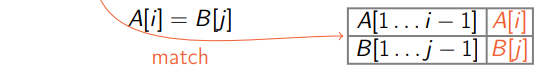 A[i] = B[j]
match
A[1 . . . i − 1] A[i]
B[1 . . . j − 1] B[j]